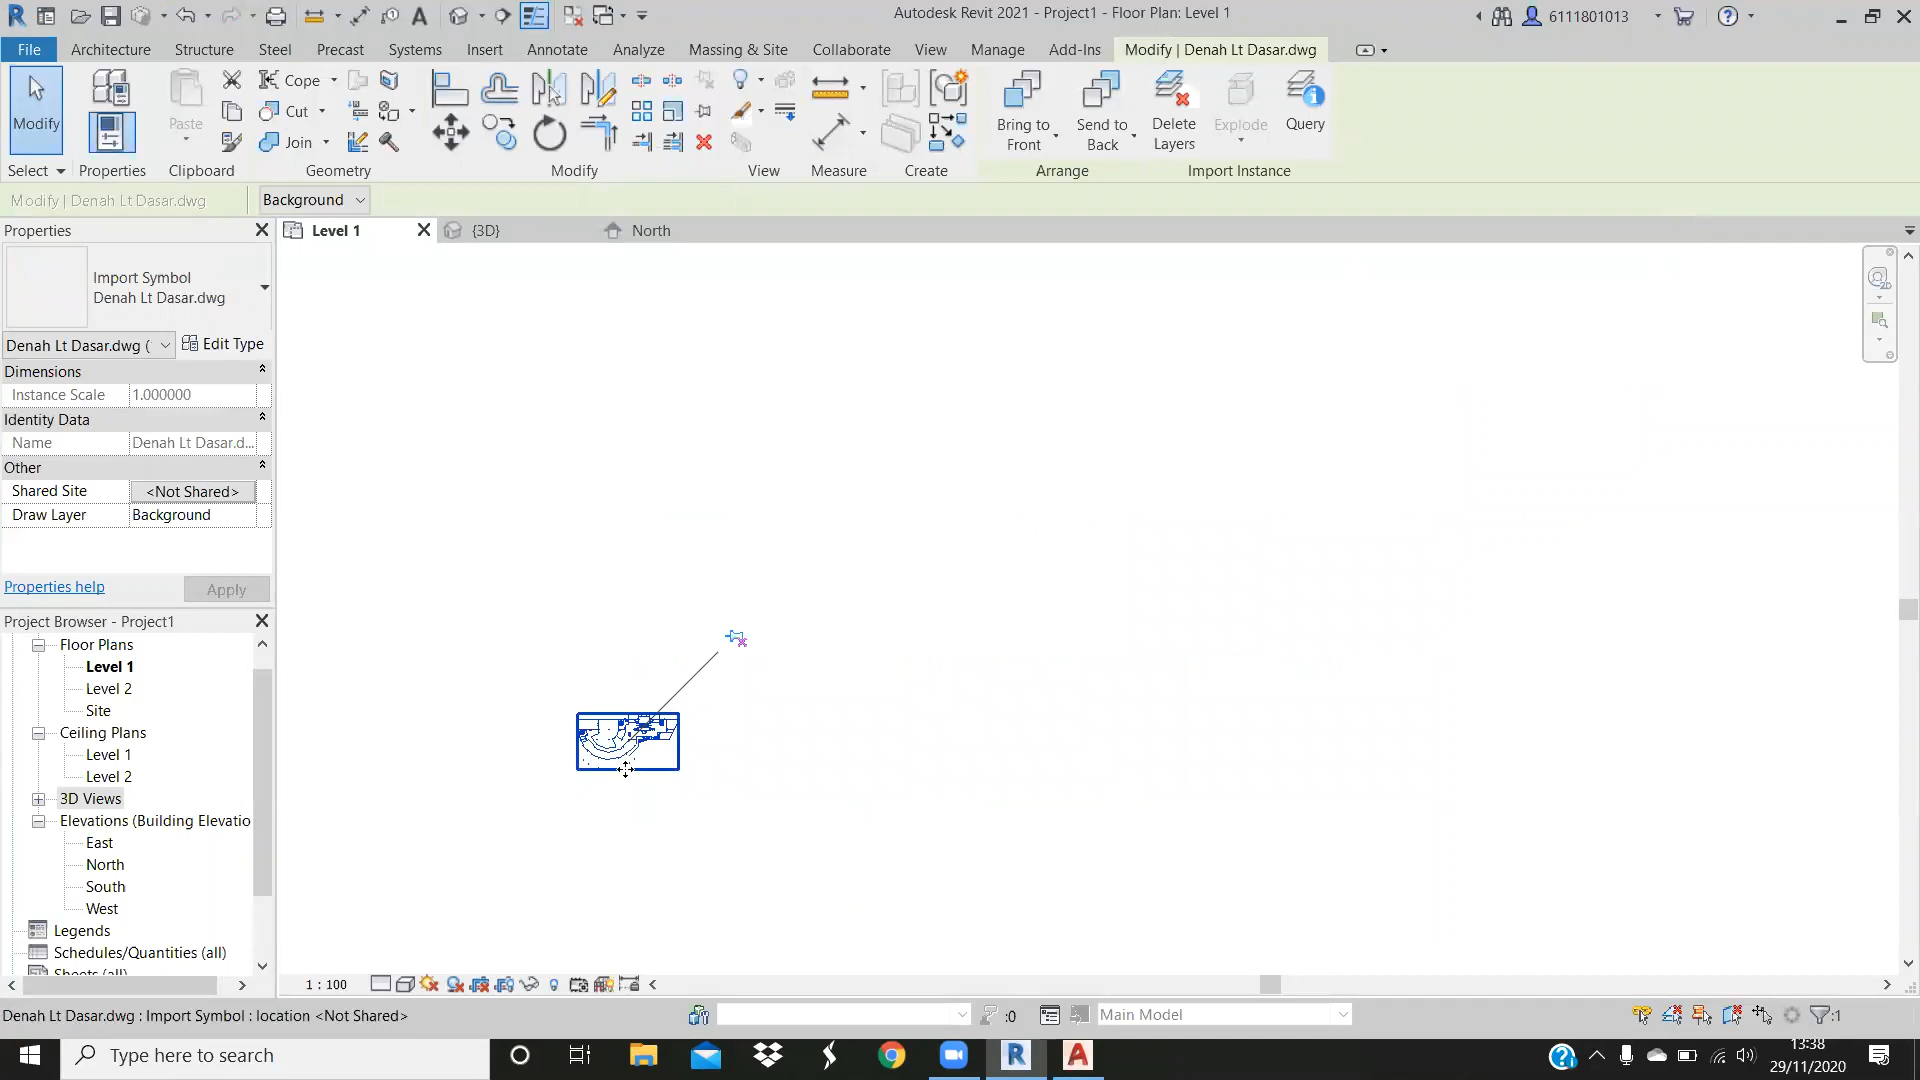 Autodesk Revit 2021 - Project1 - Floor Plan: Level 1
6111801013
File
Architecture
Structure
Steel
Precast
Systems
Insert
Annotate
Analyze
Massing & Site
Collaborate
View
Manage
Add-Ins
Modify | Denah Lt Dasar.dwg
Modify
Paste
Cope
Cut
Join
Bring to
Front
Send to
Back
Delete
Layers
Explode
Query
Select
Properties
Clipboard
Geometry
Modify
View
Measure
Create
Arrange
Import Instance
Modify | Denah Lt Dasar.dwg
Background
Properties
Level 1
{3D}
North
Import Symbol
Denah Lt Dasar.dwg
Denah Lt Dasar.dwg (
Edit Type
Dimensions
Instance Scale 1.000000
Identity Data
Name Denah Lt Dasar.d...
Other
Shared Site <Not Shared>
Draw Layer Background
Properties help
Apply
Project Browser - Project1
Floor Plans
Level 1
Level 2
Site
Ceiling Plans
Level 1
Level 2
3D Views
Elevations (Building Elevatio
East
North
South
West
Legends
Schedules/Quantities (all)
Sheets (all)
1 : 100
Denah Lt Dasar.dwg : Import Symbol : location <Not Shared>
:0
Main Model
:1
Type here to search
13:38
29/11/2020